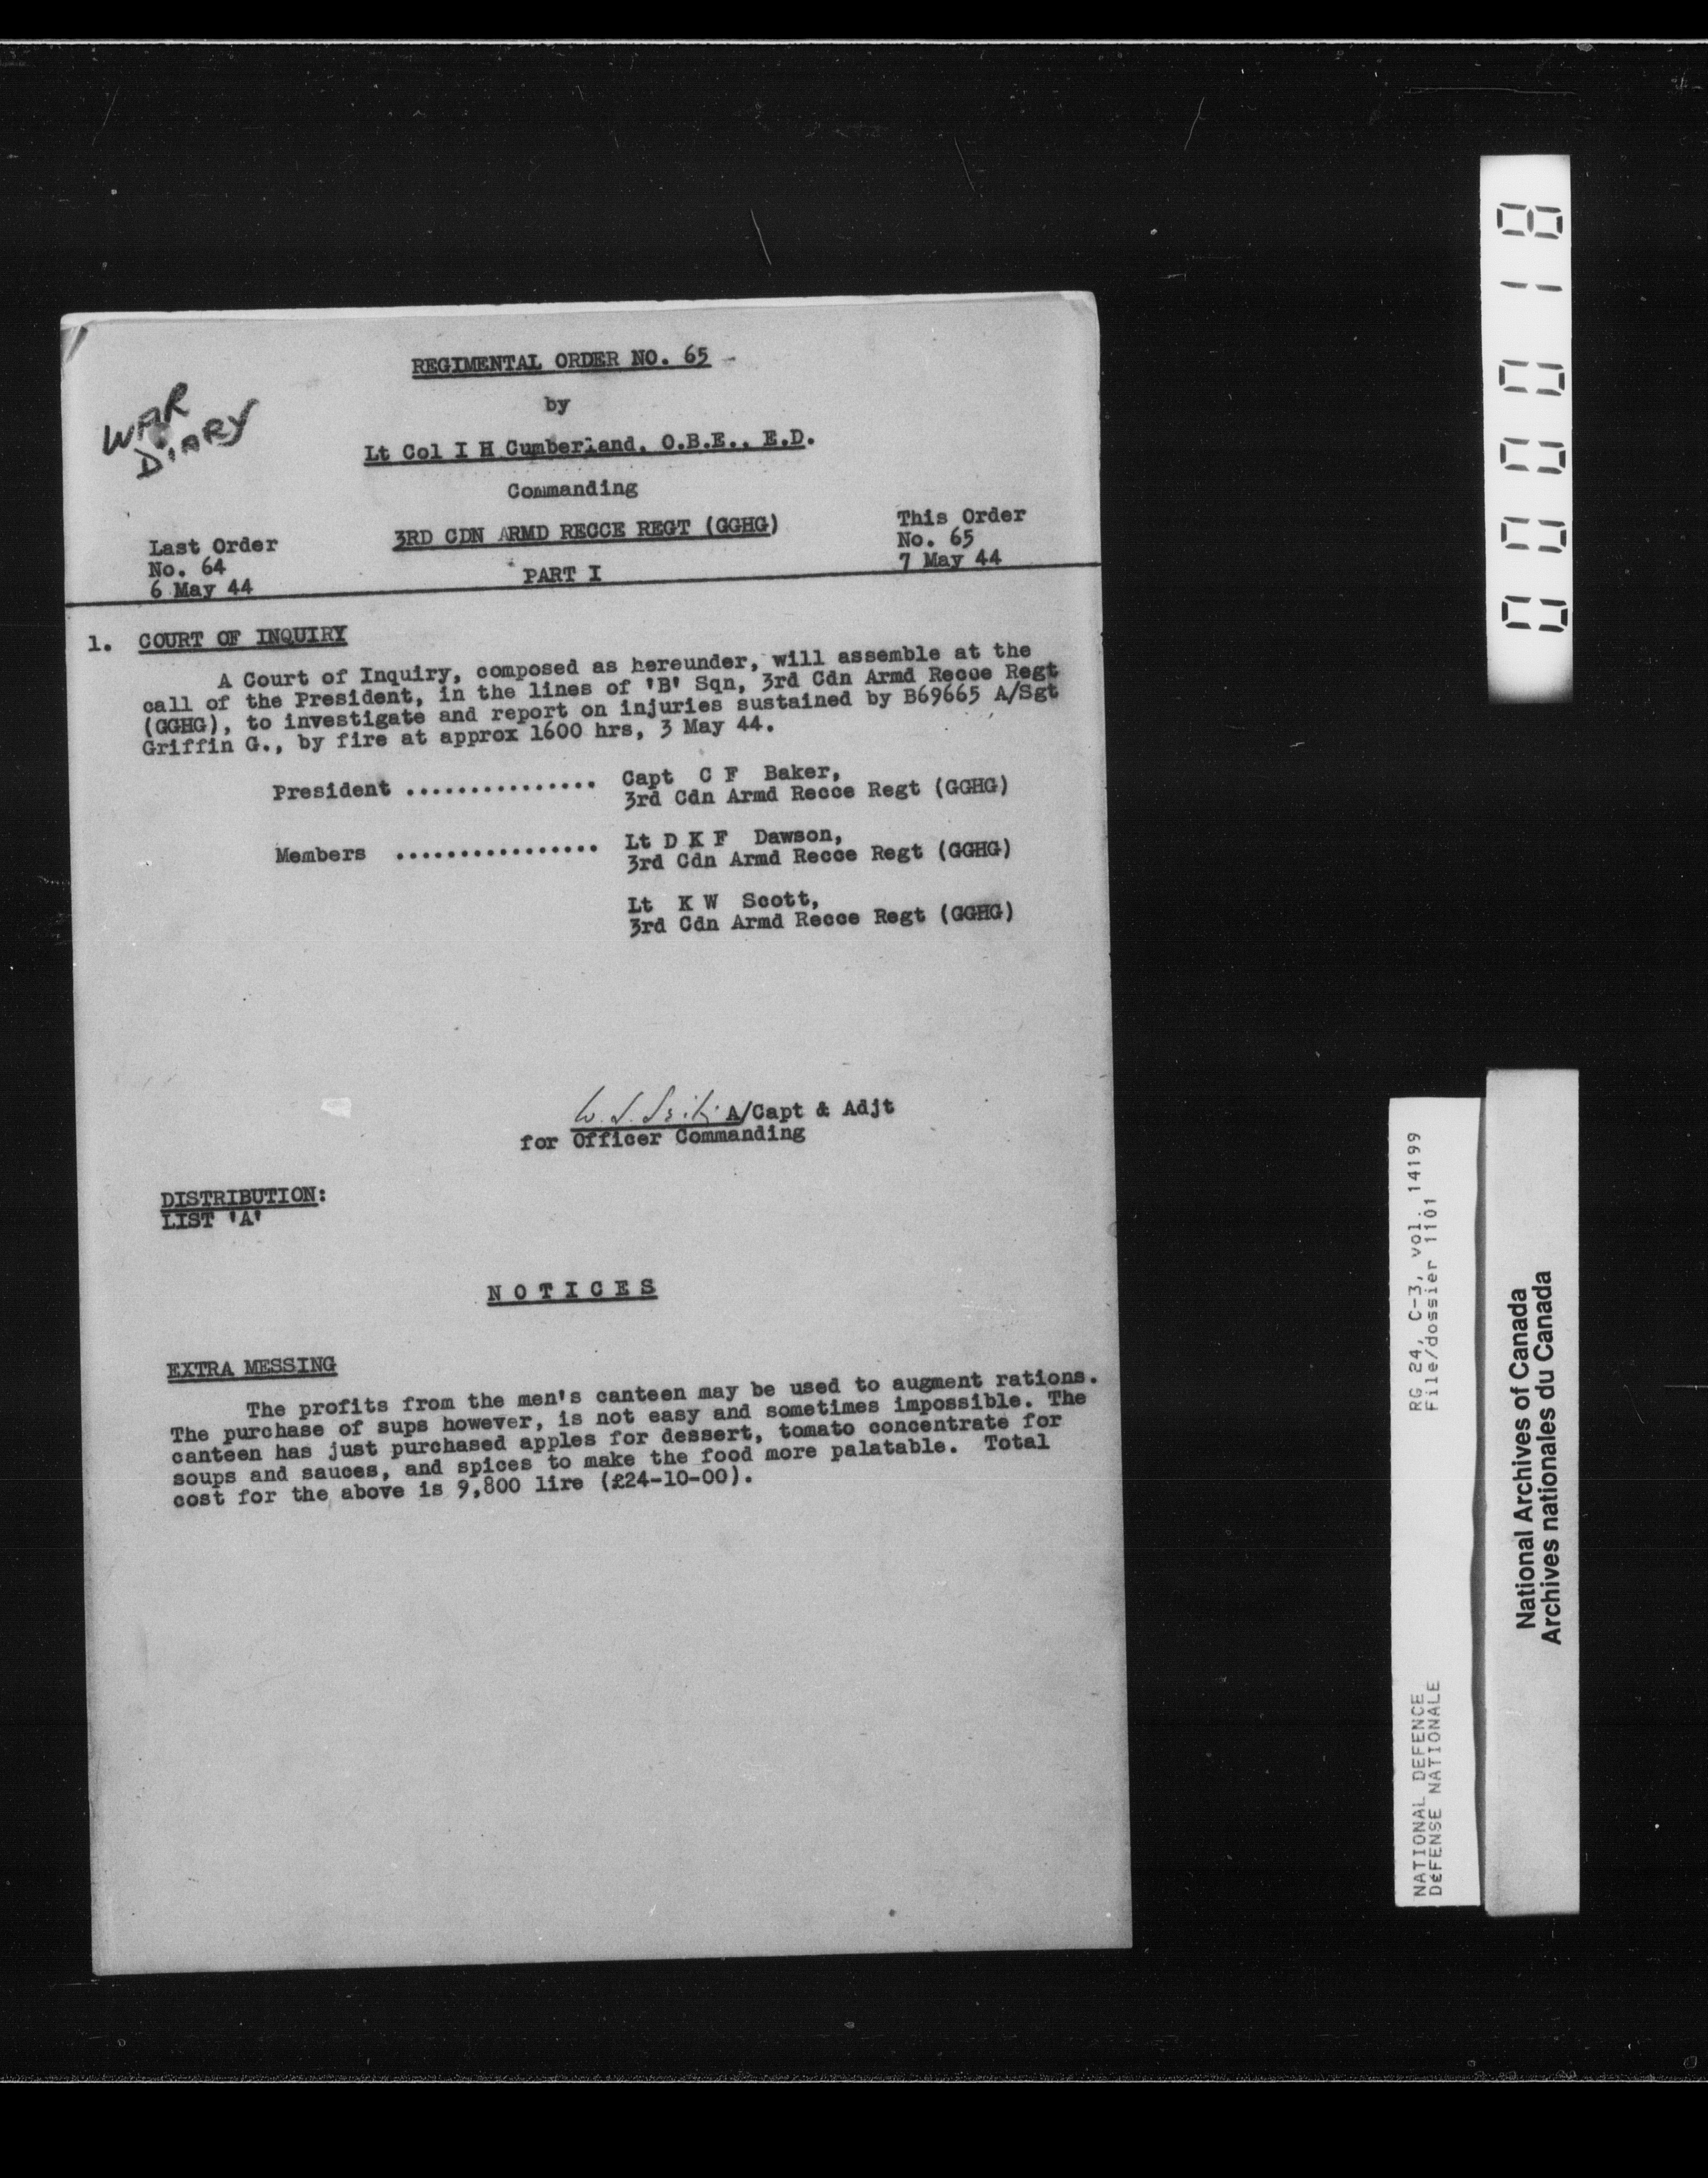 REGIMENTAL ORDER NO. 65
WAR
DIARY
by
Lt Col I H Cumberland, O.B.E., E.D.
Commanding
3RD CDN ARMD RECCE REGT (GGHG)
This Order
No. 65
7 May 44
Last Order
No. 64
6 May 44
PART I
1. COURT OF INQUIRY
A Court of Inquiry, composed as hereunder, will assemble at the
call of the President, in the lines of 'B' Sqn, 3rd Cdn Armd Recce Regt
(GGHG), to investigate and report on injuries sustained by B69665 A/Sgt
Griffin G., by fire at approx 1600 hrs, 3 May 44.
President ............... Capt C F Baker,
3rd Cdn Armd Recce Regt (GGHG)
Members ................ Lt D K F Dawson,
3rd Cdn Armd Recce Regt (GGHG)
Lt K W Scott,
3rd Cdn Armd Recce Regt (GGHG)
A/Capt & Adjt
for Officer Commanding
DISTRIBUTION:
LIST 'A'
N O T I C E S
EXTRA MESSING
The profits from the men's canteen may be used to augment rations.
The purchase of sups however, is not easy and sometimes impossible. The
canteen has just purchased apples for dessert, tomato concentrate for
soups and sauces, and spices to make the food more palatable. Total
cost for the above is 9,800 lire (£24-10-00).
000018
RG 24, C-3, vol. 14199
File/dossier 1101
NATIONAL DEFENCE
DéFENSE NATIONALE
National Archives of Canada
Archives nationales du Canada